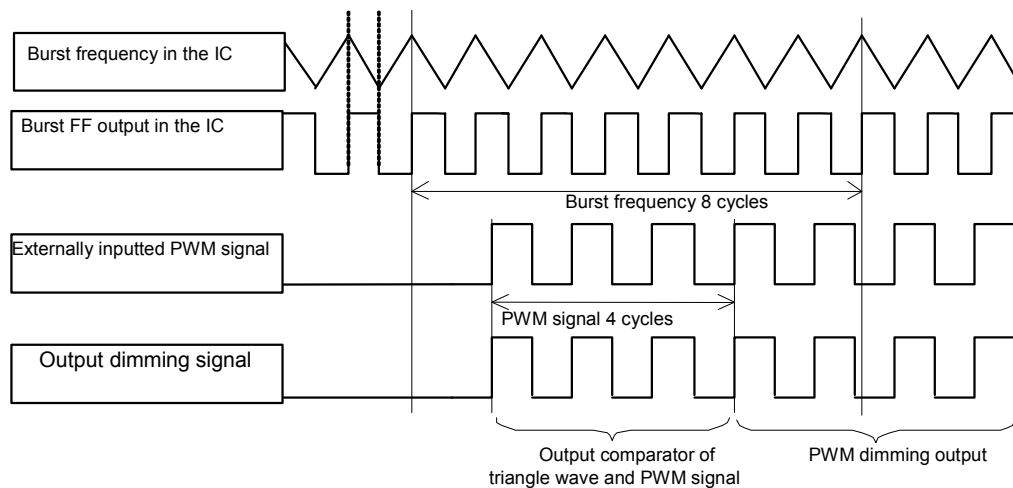 Burst frequency in the IC
Burst FF output in the IC
Burst frequency 8 cycles
Externally inputted PWM signal
PWM signal 4 cycles
Output dimming signal
Output comparator of
triangle wave and PWM signal
PWM dimming output